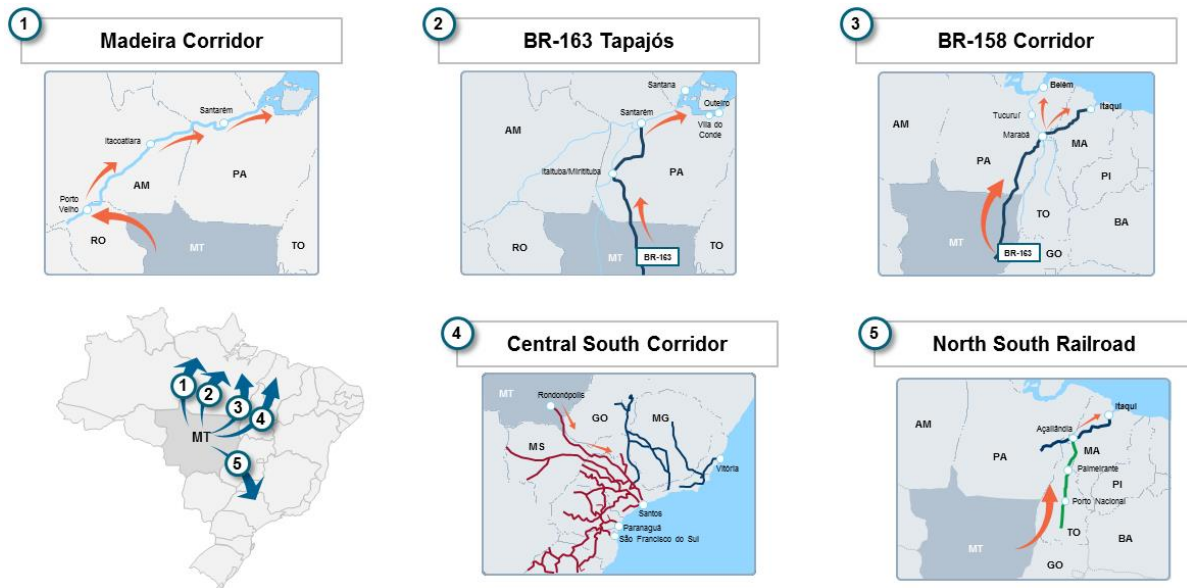 1
Madeira Corridor
Santarém
Itacoatiara
AM
PA
Porto
Velho
RO
MT
TO
2
BR-163 Tapajós
Santana
Santarém
Outeiro
Vila do
Conde
AM
Itaituba/Miritituba
PA
RO
MT
BR-163
TO
3
BR-158 Corridor
Belém
Itaqui
Tucuruí
AM
Marabá
MA
PA
PI
TO
BA
MT
BR-163
GO
1
2
3
4
MT
5
4
Central South Corridor
MT
Rondonópolis
GO
MG
MS
Vitória
Santos
Paranaguá
São Francisco do Sul
5
North South Railroad
Itaqui
AM
Açailândia
PA
MA
Palmeirante
PI
Porto Nacional
MT
TO
BA
GO